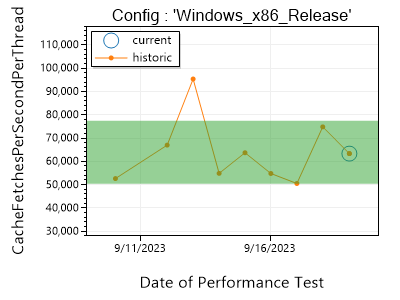 Config : 'Windows_x86_Release'
CacheFetchesPerSecondPerThread
110,000
100,000
90,000
80,000
70,000
60,000
50,000
40,000
30,000
current
historic
9/11/2023
9/16/2023
Date of Performance Test